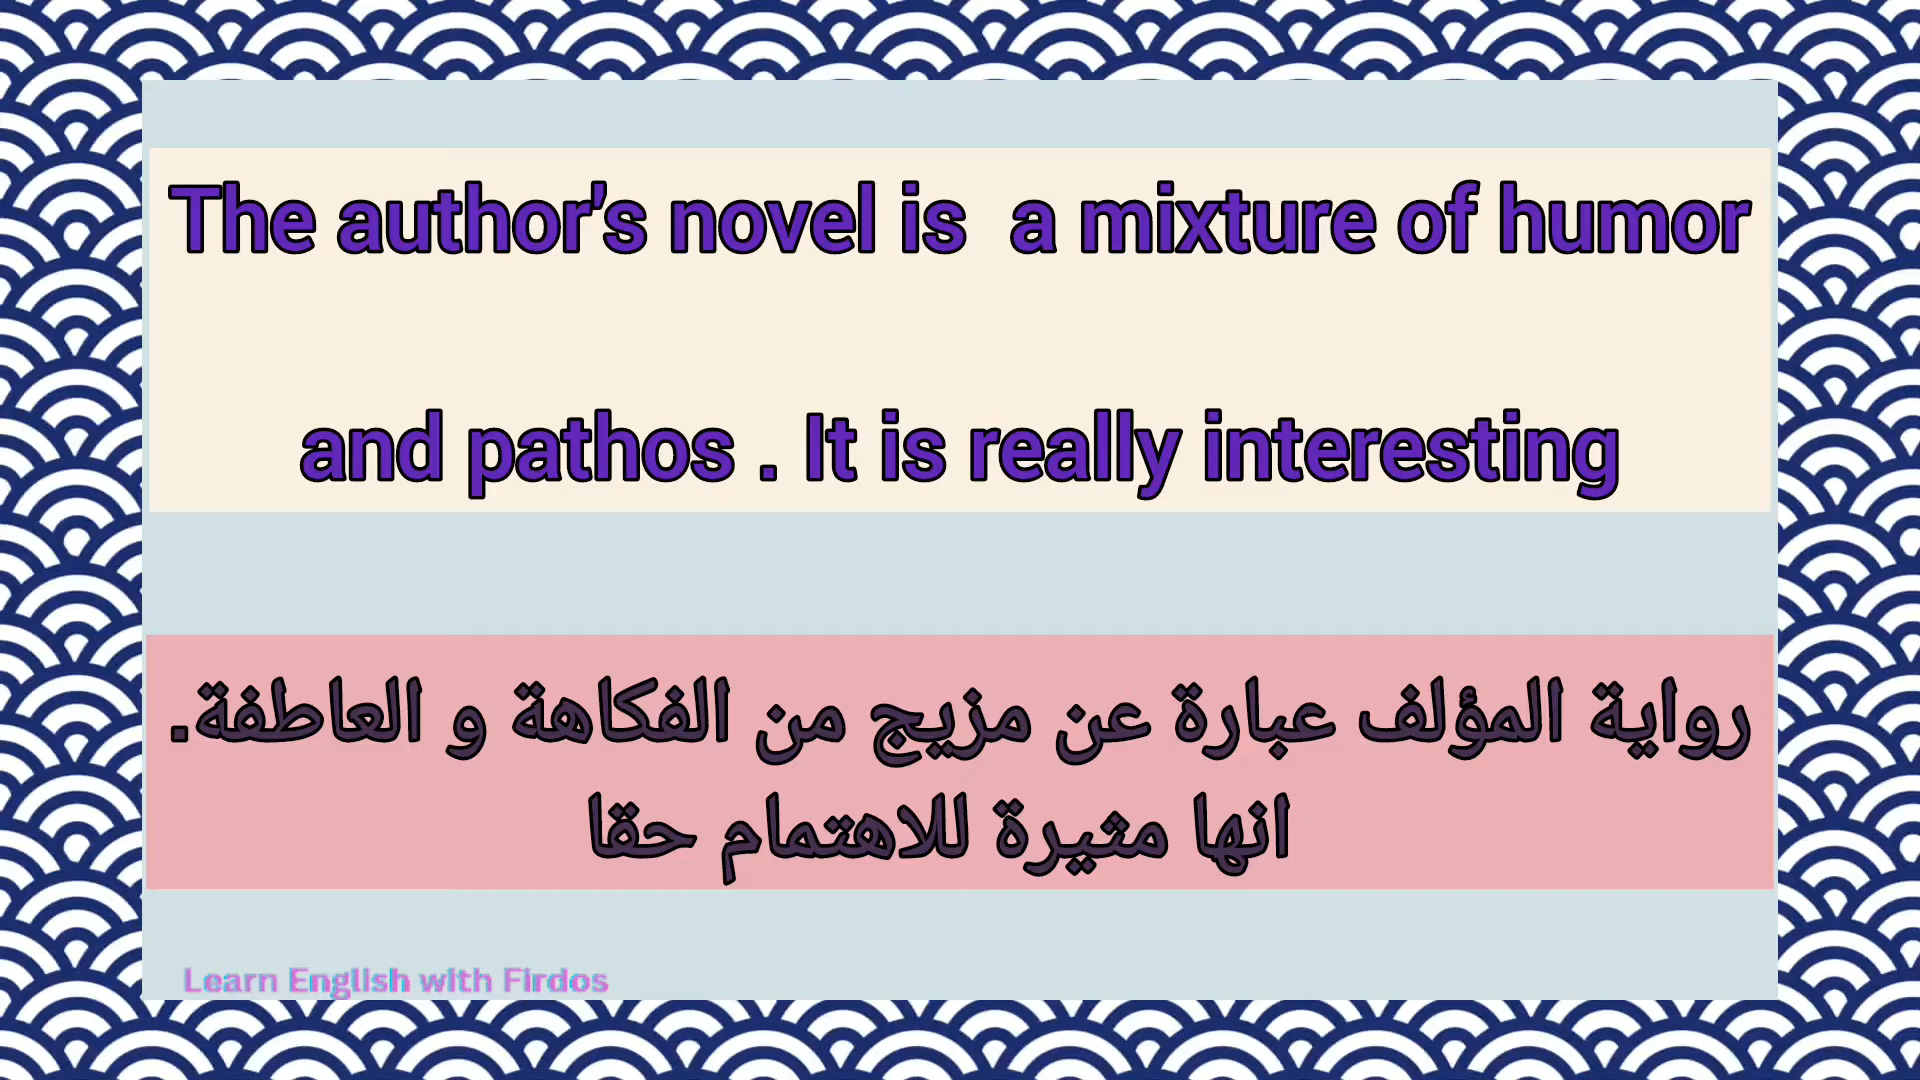 The author's novel is a mixture of humor
and pathos . It is really interesting
رواية المؤلف عبارة عن مزيج من الفكاهة و العاطفة.
انها مثيرة للاهتمام حقا
Learn English with Firdos